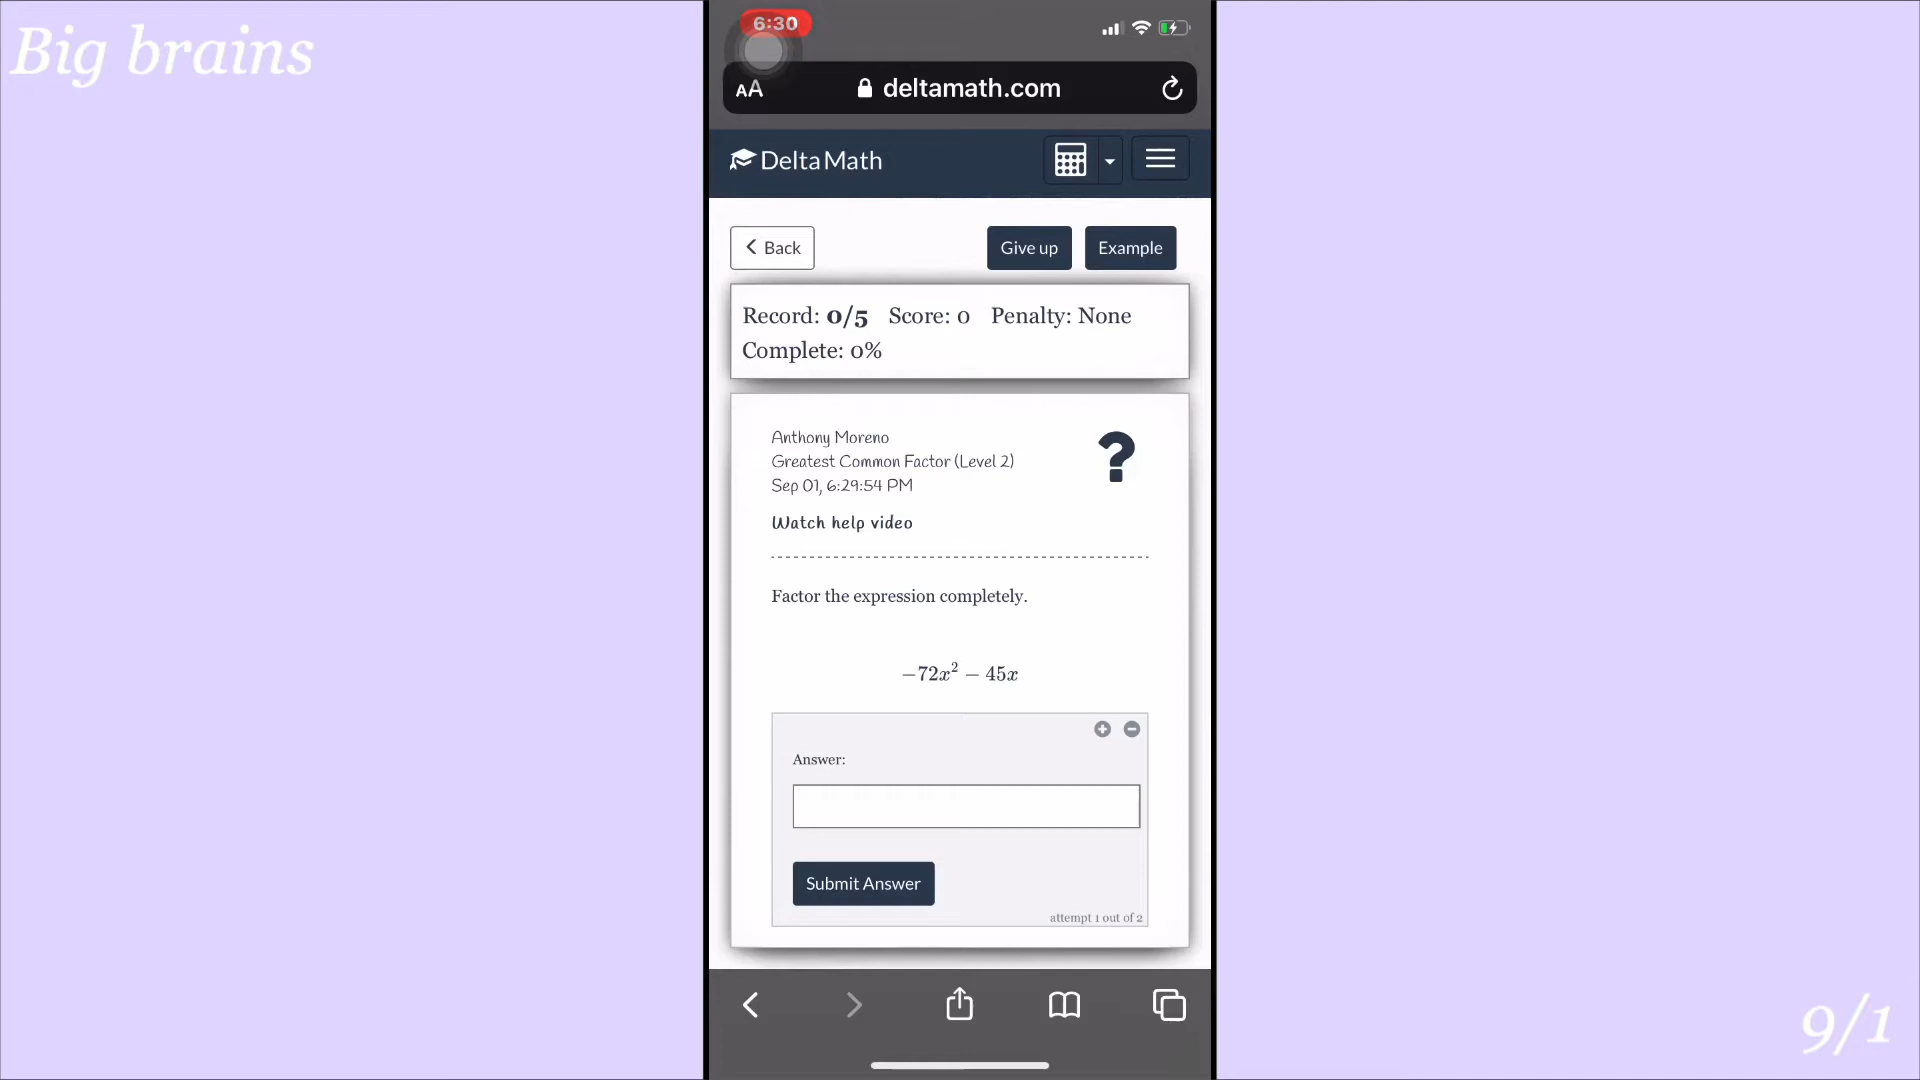 Big brains
6:30
AA deltamath.com
DeltaMath
Back Give up Example
Record: 0/5 Score: 0 Penalty: None
Complete: 0%
Anthony Moreno
Greatest Common Factor (Level 2)
Sep 01, 6:29:54 PM
?
Watch help video
Factor the expression completely.
−72x² − 45x
Answer:
Submit Answer
attempt 1 out of 2
9/1